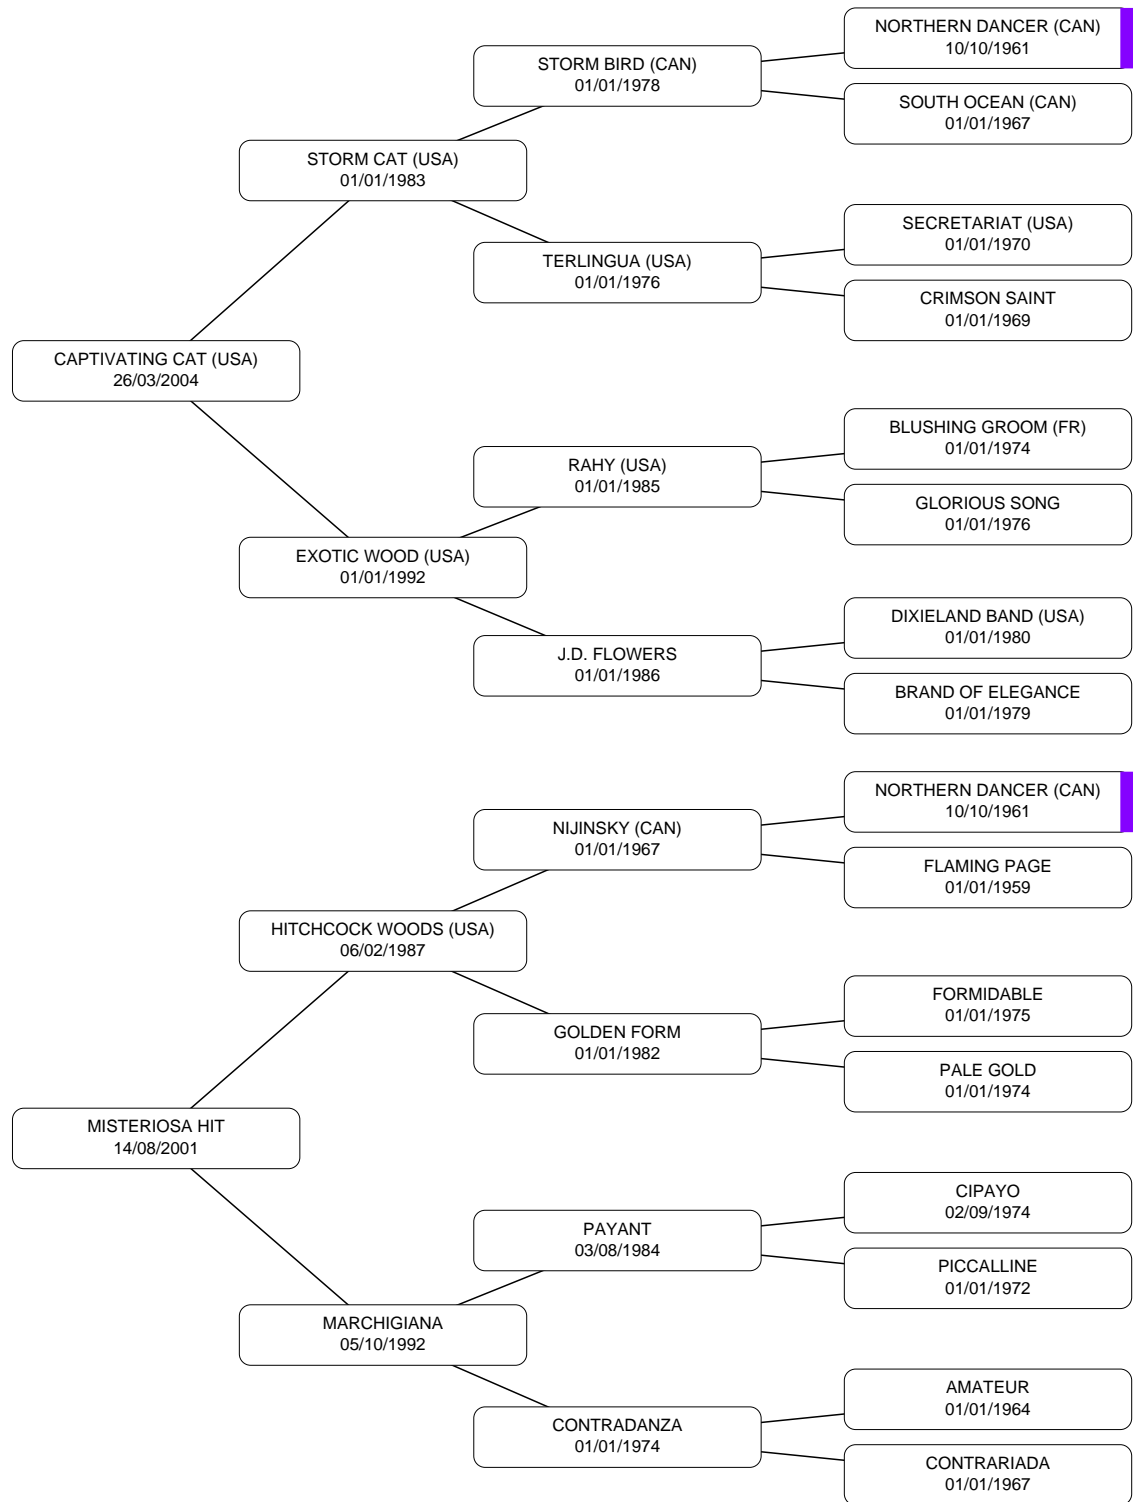 NORTHERN DANCER (CAN)
10/10/1961
STORM BIRD (CAN)
01/01/1978
SOUTH OCEAN (CAN)
01/01/1967
STORM CAT (USA)
01/01/1983
SECRETARIAT (USA)
01/01/1970
TERLINGUA (USA)
01/01/1976
CRIMSON SAINT
01/01/1969
CAPTIVATING CAT (USA)
26/03/2004
BLUSHING GROOM (FR)
01/01/1974
RAHY (USA)
01/01/1985
GLORIOUS SONG
01/01/1976
EXOTIC WOOD (USA)
01/01/1992
DIXIELAND BAND (USA)
01/01/1980
J.D. FLOWERS
01/01/1986
BRAND OF ELEGANCE
01/01/1979
NORTHERN DANCER (CAN)
10/10/1961
NIJINSKY (CAN)
01/01/1967
FLAMING PAGE
01/01/1959
HITCHCOCK WOODS (USA)
06/02/1987
FORMIDABLE
01/01/1975
GOLDEN FORM
01/01/1982
PALE GOLD
01/01/1974
MISTERIOSA HIT
14/08/2001
CIPAYO
02/09/1974
PAYANT
03/08/1984
PICCALLINE
01/01/1972
MARCHIGIANA
05/10/1992
AMATEUR
01/01/1964
CONTRADANZA
01/01/1974
CONTRARIADA
01/01/1967